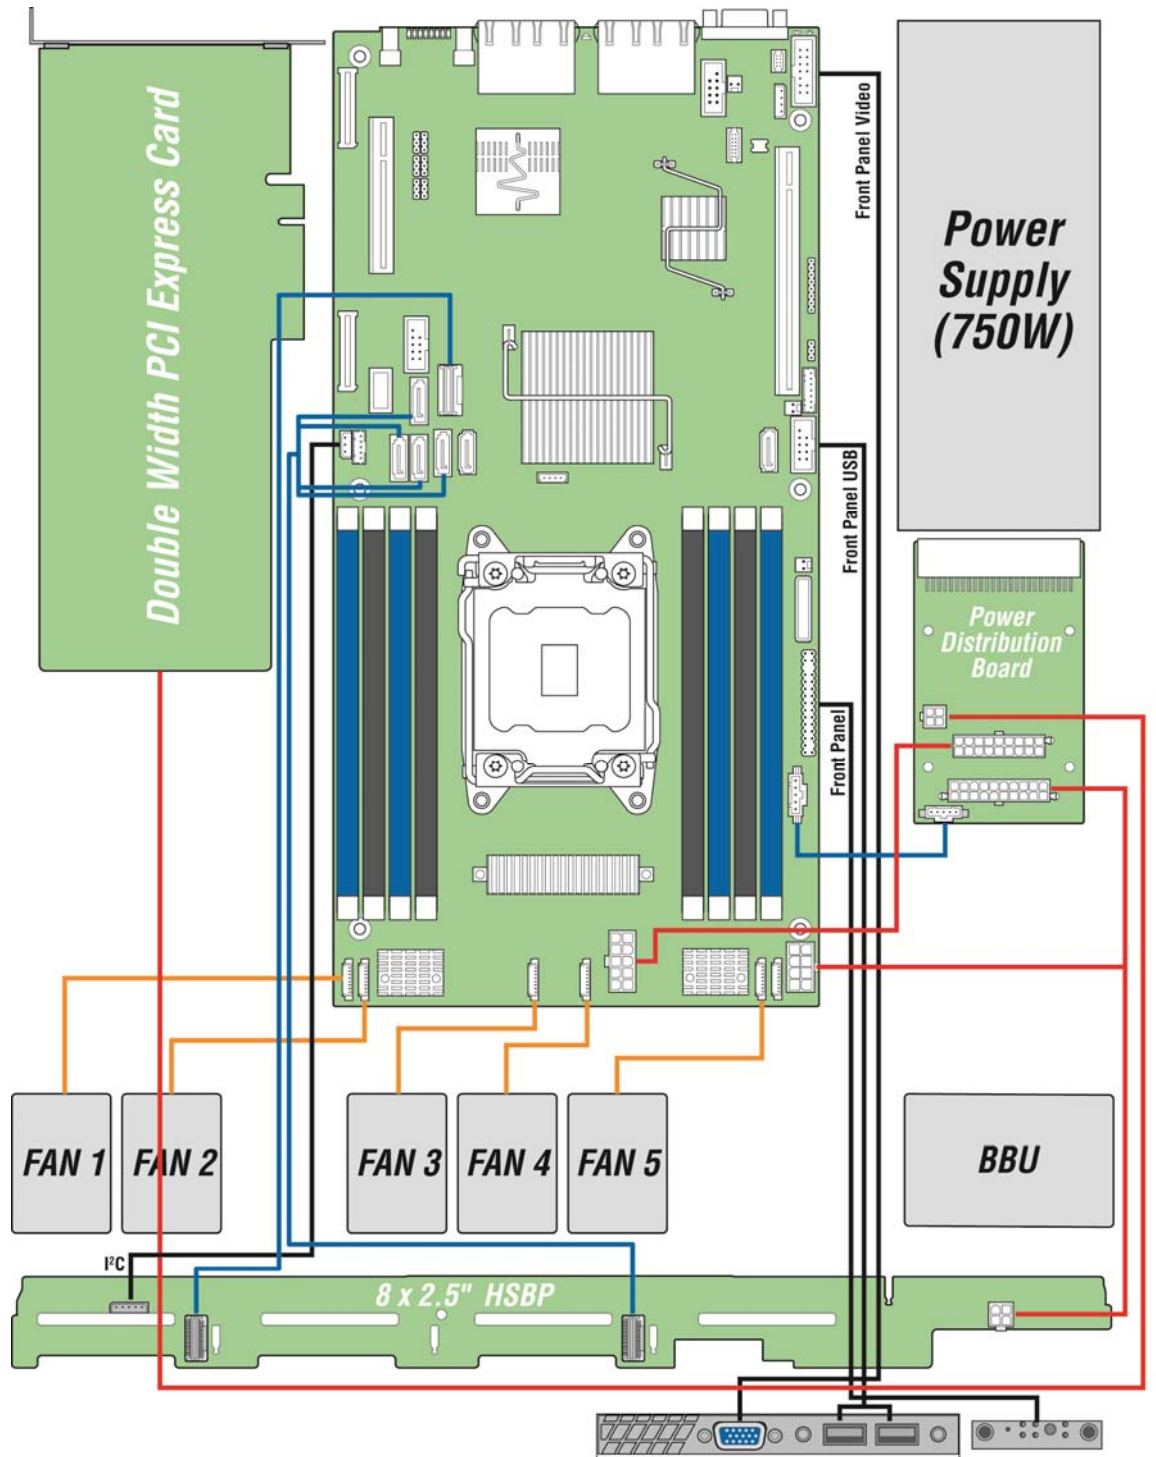 Double Width PCI Express Card
Front Panel Video
Power
Supply
(750W)
Front Panel USB
Power
Distribution
Board
Front Panel
FAN 1
FAN 2
FAN 3
FAN 4
FAN 5
BBU
I²C
8 x 2.5" HSBP